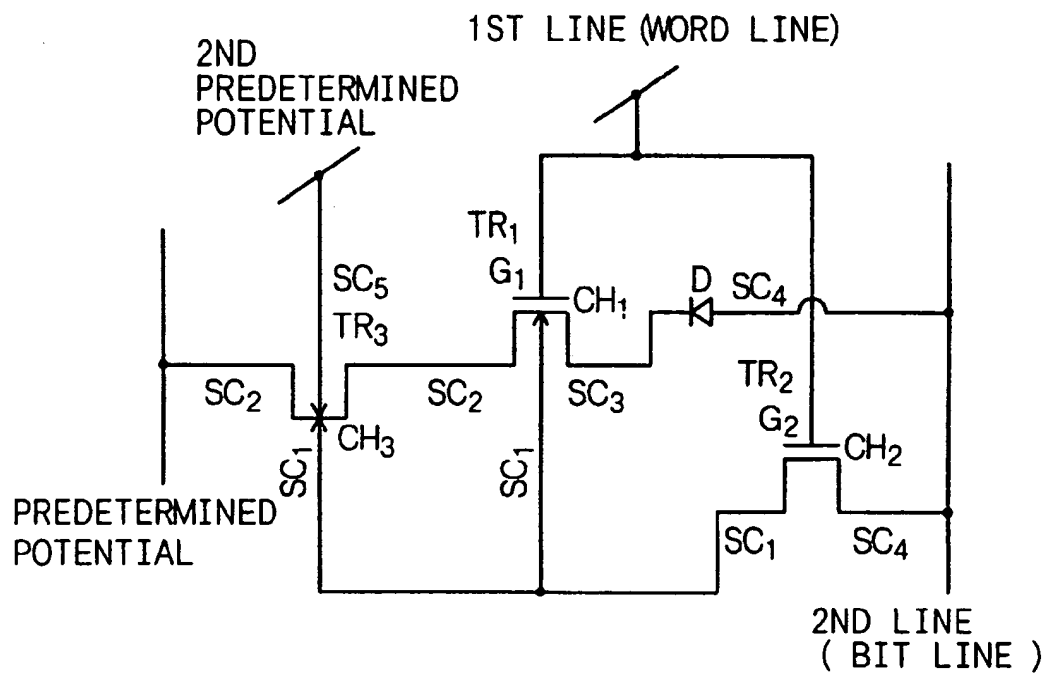 1ST LINE (WORD LINE)
2ND
PREDETERMINED
POTENTIAL
TR1
G1
CH1
D
SC4
SC5
TR3
SC2
SC2
SC3
TR2
G2
CH2
CH3
SC1
SC1
SC1
SC4
PREDETERMINED
POTENTIAL
2ND LINE
( BIT LINE )